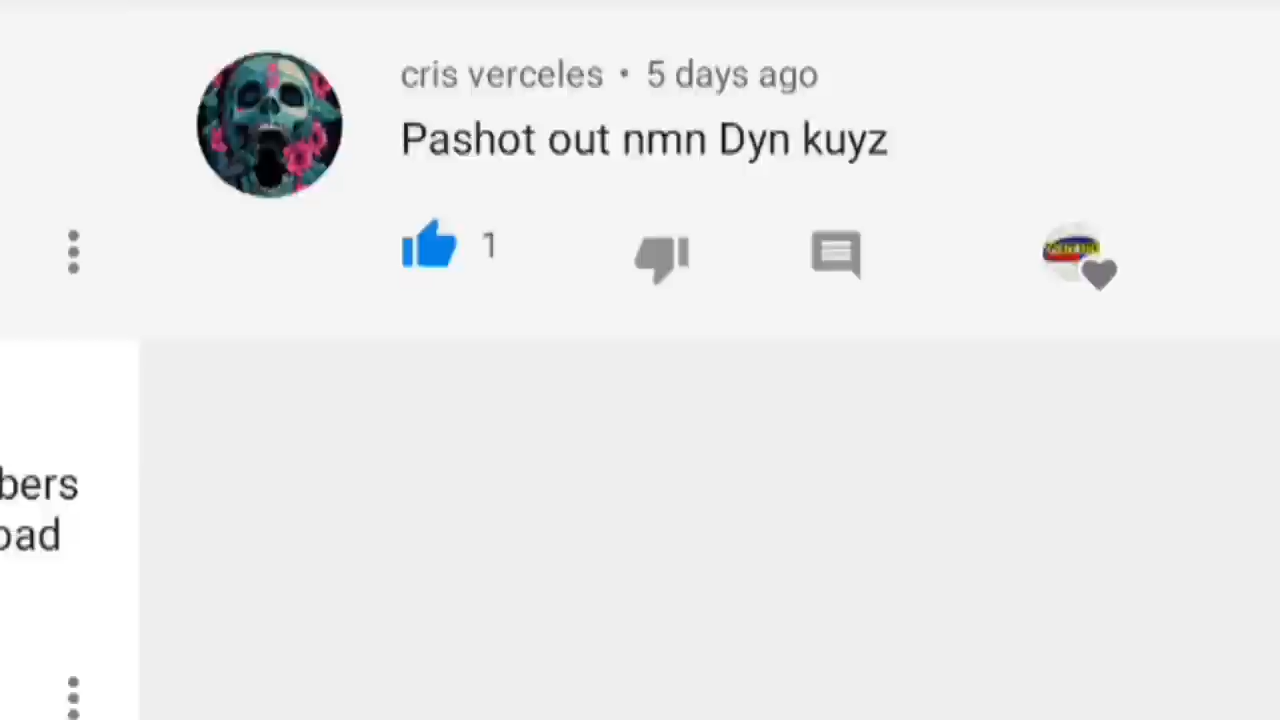 cris verceles • 5 days ago
Pashot out nmn Dyn kuyz
1
bers
oad